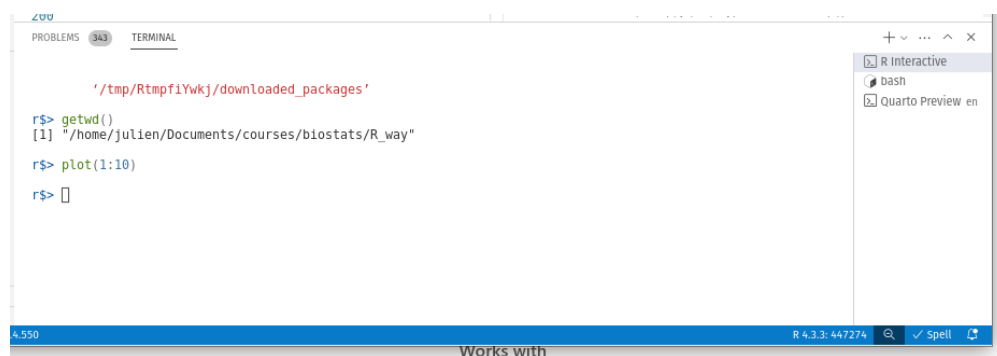 200
PROBLEMS 343 TERMINAL
R Interactive
bash
Quarto Preview en
‘/tmp/RtmpfiYwkj/downloaded_packages’
r$> getwd()
[1] "/home/julien/Documents/courses/biostats/R_way"
r$> plot(1:10)
r$>
4.550
R 4.3.3: 447274 Spell
Works with